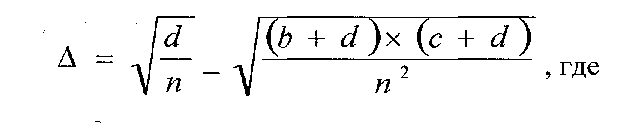 Δ = √(d/n) − √((b + d)×(c + d)/n²) , где